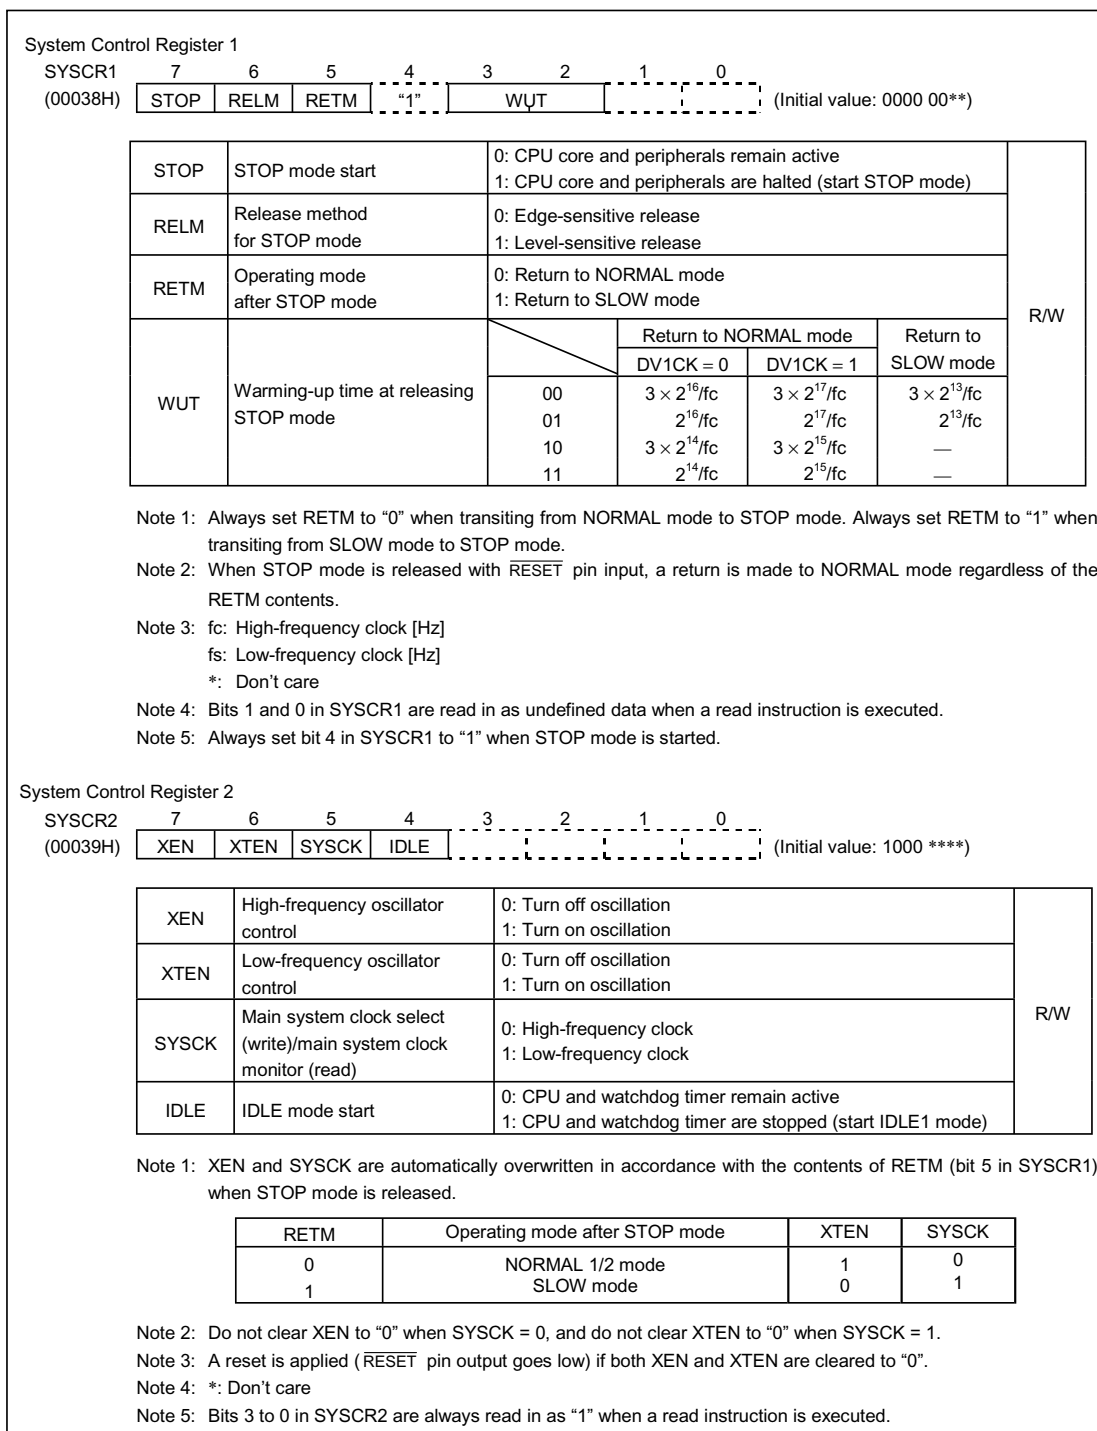 System Control Register 1
SYSCR1 7 6 5 4 3 2 1 0
(00038H) STOP RELM RETM “1” WUT (Initial value: 0000 00**)
STOP STOP mode start 0: CPU core and peripherals remain active
1: CPU core and peripherals are halted (start STOP mode)
RELM Release method for STOP mode 0: Edge-sensitive release
1: Level-sensitive release
RETM Operating mode after STOP mode 0: Return to NORMAL mode
1: Return to SLOW mode
R/W
WUT Warming-up time at releasing STOP mode
Return to NORMAL mode Return to SLOW mode
DV1CK = 0 DV1CK = 1
00 3 × 2^16/fc 3 × 2^17/fc 3 × 2^13/fc
01 2^16/fc 2^17/fc 2^13/fc
10 3 × 2^14/fc 3 × 2^15/fc —
11 2^14/fc 2^15/fc —
Note 1: Always set RETM to “0” when transiting from NORMAL mode to STOP mode. Always set RETM to “1” when
transiting from SLOW mode to STOP mode.
Note 2: When STOP mode is released with RESET pin input, a return is made to NORMAL mode regardless of the
RETM contents.
Note 3: fc: High-frequency clock [Hz]
fs: Low-frequency clock [Hz]
*: Don’t care
Note 4: Bits 1 and 0 in SYSCR1 are read in as undefined data when a read instruction is executed.
Note 5: Always set bit 4 in SYSCR1 to “1” when STOP mode is started.
System Control Register 2
SYSCR2 7 6 5 4 3 2 1 0
(00039H) XEN XTEN SYSCK IDLE (Initial value: 1000 ****)
XEN High-frequency oscillator control 0: Turn off oscillation
1: Turn on oscillation
XTEN Low-frequency oscillator control 0: Turn off oscillation
1: Turn on oscillation
SYSCK Main system clock select (write)/main system clock monitor (read) 0: High-frequency clock
1: Low-frequency clock
R/W
IDLE IDLE mode start 0: CPU and watchdog timer remain active
1: CPU and watchdog timer are stopped (start IDLE1 mode)
Note 1: XEN and SYSCK are automatically overwritten in accordance with the contents of RETM (bit 5 in SYSCR1)
when STOP mode is released.
RETM Operating mode after STOP mode XTEN SYSCK
0 NORMAL 1/2 mode 1 0
1 SLOW mode 0 1
Note 2: Do not clear XEN to “0” when SYSCK = 0, and do not clear XTEN to “0” when SYSCK = 1.
Note 3: A reset is applied (RESET pin output goes low) if both XEN and XTEN are cleared to “0”.
Note 4: *: Don’t care
Note 5: Bits 3 to 0 in SYSCR2 are always read in as “1” when a read instruction is executed.